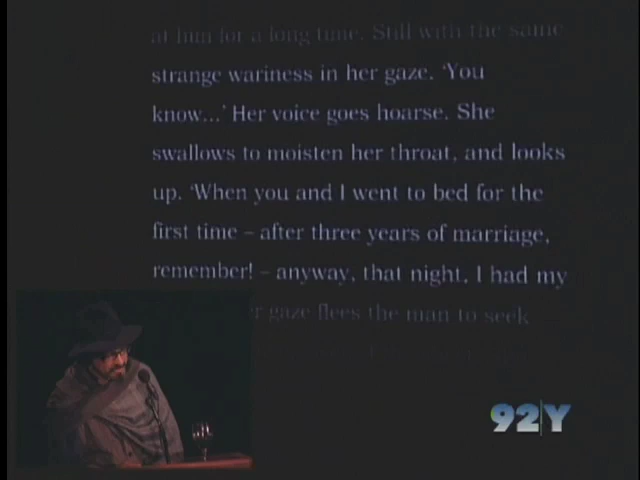 at him for a long time. Still with the same
strange wariness in her gaze. 'You
know...' Her voice goes hoarse. She
swallows to moisten her throat, and looks
up. 'When you and I went to bed for the
first time – after three years of marriage,
remember! – anyway, that night, I had my
gaze flees the man to seek
92Y